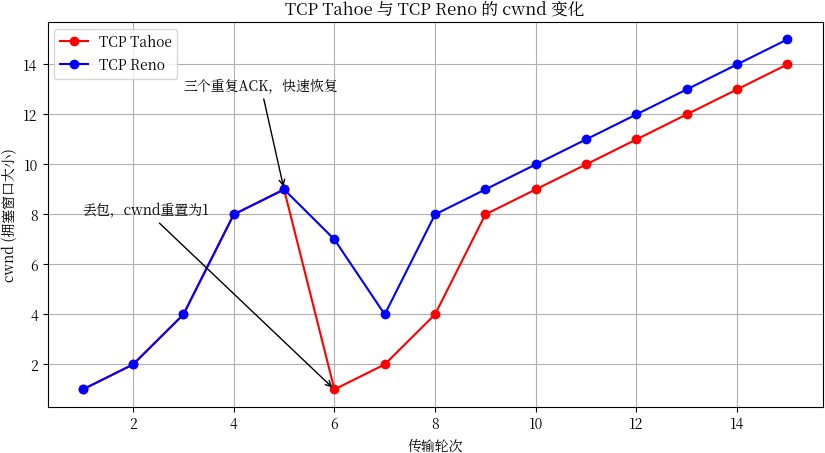 TCP Tahoe 与 TCP Reno 的 cwnd 变化
TCP Tahoe
TCP Reno
三个重复ACK，快速恢复
丢包，cwnd重置为1
cwnd (拥塞窗口大小)
14
12
10
8
6
4
2
2 4 6 8 10 12 14
传输轮次